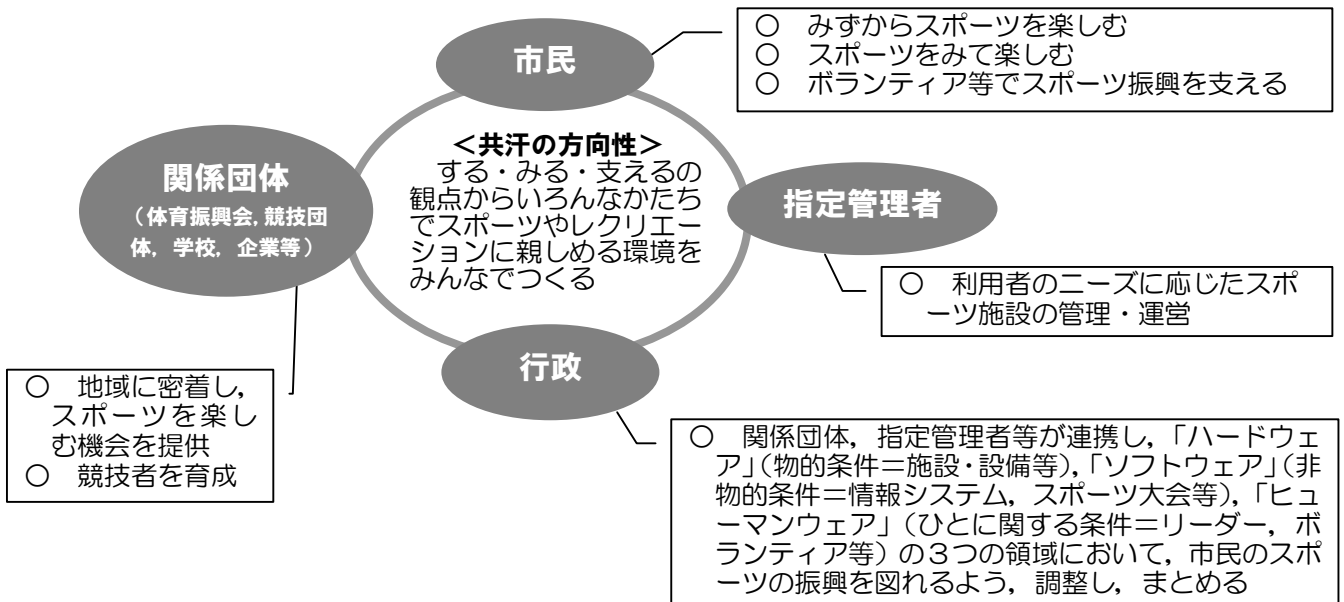 市民
○　みずからスポーツを楽しむ
○　スポーツをみて楽しむ
○　ボランティア等でスポーツ振興を支える
関係団体
（体育振興会，競技団
体，学校，企業等）
＜共汗の方向性＞
する・みる・支えるの
観点からいろんなかたち
でスポーツやレクリエー
ションに親しめる環境を
みんなでつくる
指定管理者
○　利用者のニーズに応じたスポ
ーツ施設の管理・運営
行政
○　地域に密着し，
スポーツを楽し
む機会を提供
○　競技者を育成
○　関係団体，指定管理者等が連携し，「ハードウェ
ア」（物的条件＝施設・設備等），「ソフトウェア」（非
物的条件＝情報システム，スポーツ大会等），「ヒュ
ーマンウェア」（ひとに関する条件＝リーダー，ボ
ランティア等）の３つの領域において，市民のスポ
ーツの振興を図れるよう，調整し，まとめる